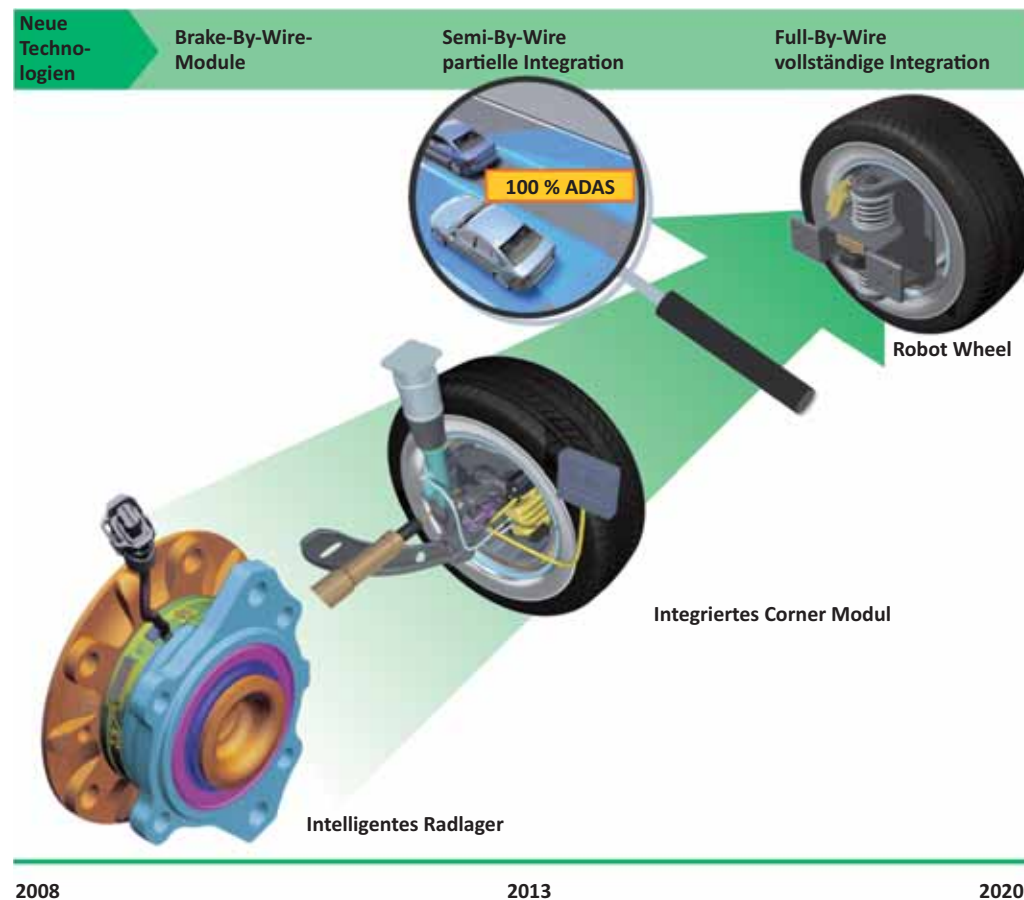 Neue
Techno-
logien
Brake-By-Wire-
Module
Semi-By-Wire
partielle Integration
Full-By-Wire
vollständige Integration
100 % ADAS
Robot Wheel
Integriertes Corner Modul
Intelligentes Radlager
2008
2013
2020